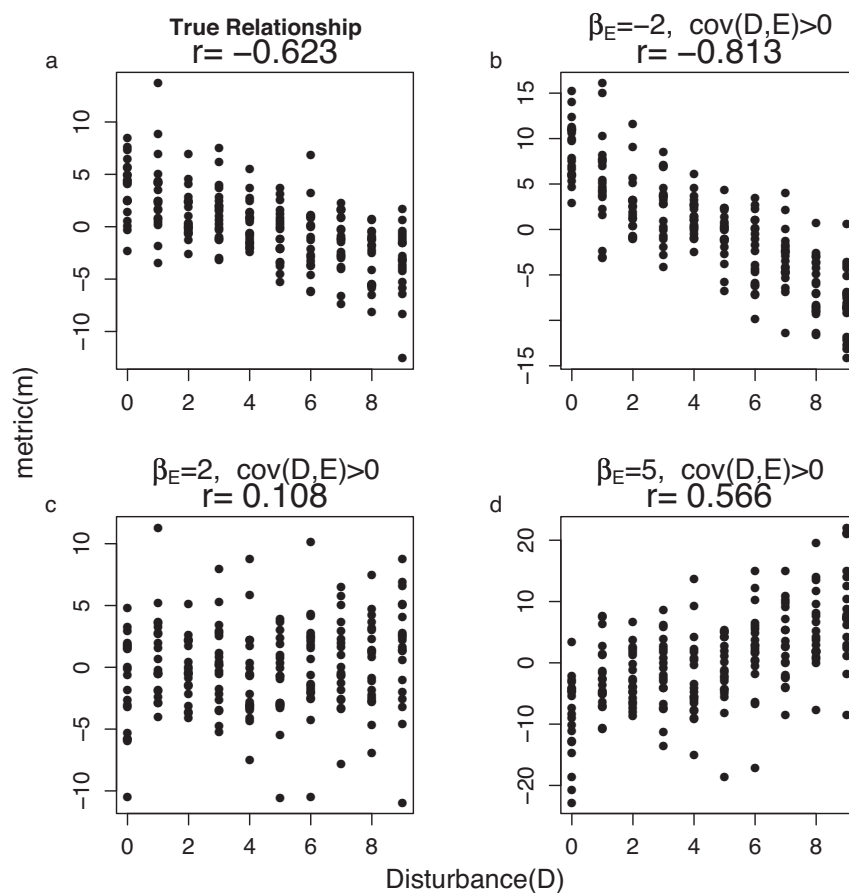 True Relationship
a
r= −0.623
10
5
0
−5
−10
0 2 4 6 8
βE=−2, cov(D,E)>0
b
r= −0.813
15
10
5
0
−5
−15
0 2 4 6 8
metric(m)
βE=2, cov(D,E)>0
c
r= 0.108
10
5
0
−5
−10
0 2 4 6 8
βE=5, cov(D,E)>0
d
r= 0.566
20
10
0
−10
−20
0 2 4 6 8
Disturbance(D)